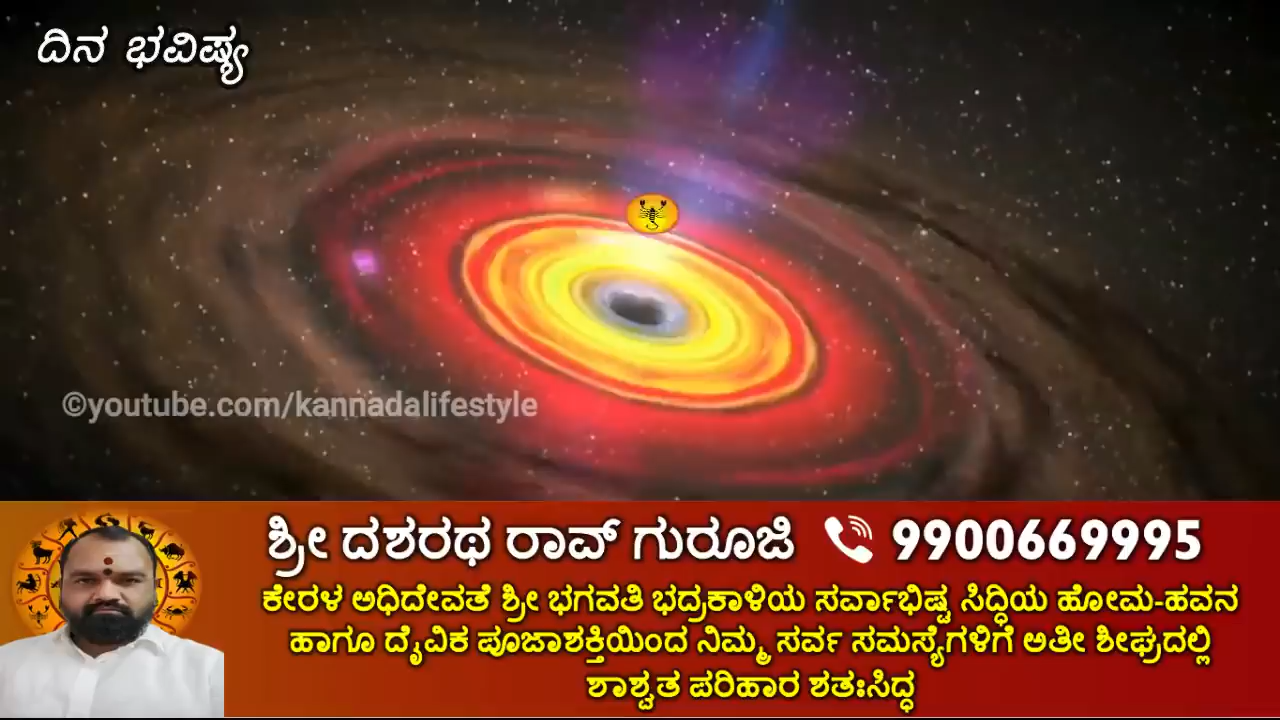 ದಿನ ಭವಿಷ್ಯ
©youtube.com/kannadalifestyle
ಶ್ರೀ ದಶರಥ ರಾವ್ ಗುರೂಜಿ 9900669995
ಕೇರಳ ಅಧಿದೇವತೆ ಶ್ರೀ ಭಗವತಿ ಭದ್ರಕಾಳಿಯ ಸರ್ವಾಭಿಷ್ಟ ಸಿದ್ಧಿಯ ಹೋಮ-ಹವನ
ಹಾಗೂ ದೈವಿಕ ಪೂಜಾಶಕ್ತಿಯಿಂದ ನಿಮ್ಮ ಸರ್ವ ಸಮಸ್ಯೆಗಳಿಗೆ ಅತೀ ಶೀಘ್ರದಲ್ಲಿ
ಶಾಶ್ವತ ಪರಿಹಾರ ಶತಃಸಿದ್ಧ